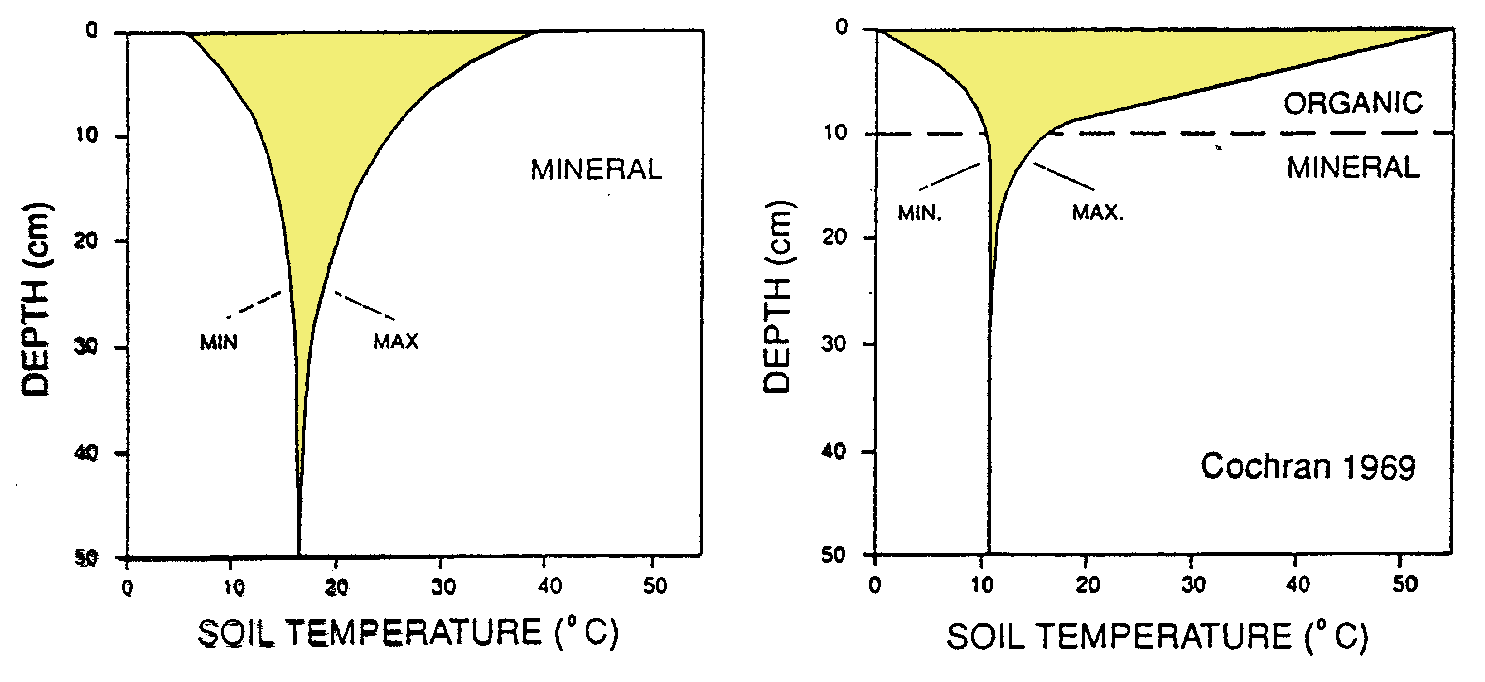 0
10
20
30
40
50
DEPTH (cm)
MINERAL
MIN
MAX
0 10 20 30 40 50
SOIL TEMPERATURE (°C)
0
10
20
30
40
50
DEPTH (cm)
ORGANIC
MINERAL
MIN.
MAX.
Cochran 1969
0 10 20 30 40 50
SOIL TEMPERATURE (°C)